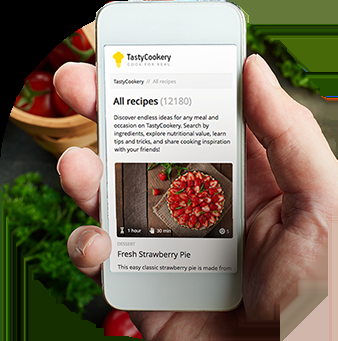 TastyCookery
COOK FOR REAL
TastyCookery // All recipes
All recipes (12180)
Discover endless ideas for any meal and
occasion on TastyCookery. Search by
ingredients, explore nutritional value, learn
tips and tricks, and share cooking inspiration
with your friends!
1 hour 30 min 5
DESSERT
Fresh Strawberry Pie
This easy classic strawberry pie is made from